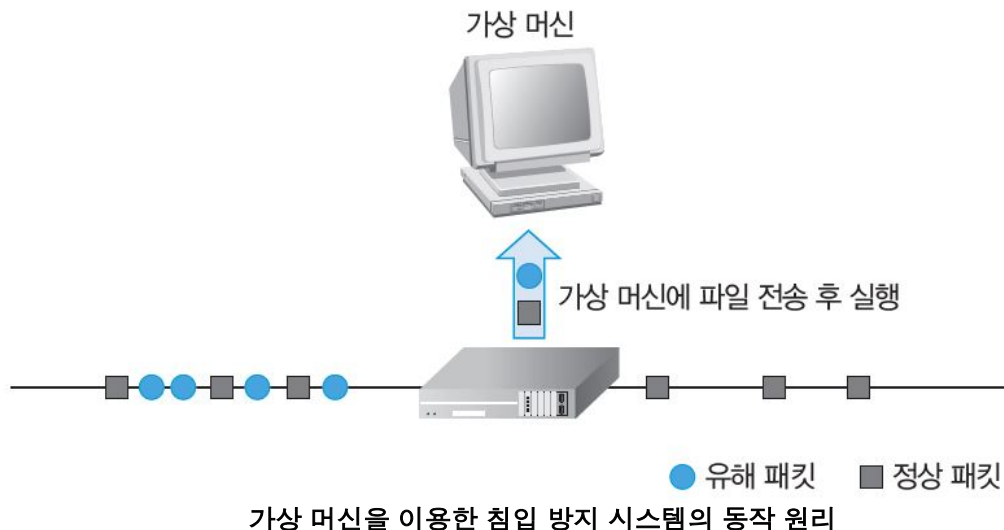 가상 머신
가상 머신에 파일 전송 후 실행
유해 패킷 정상 패킷
가상 머신을 이용한 침입 방지 시스템의 동작 원리